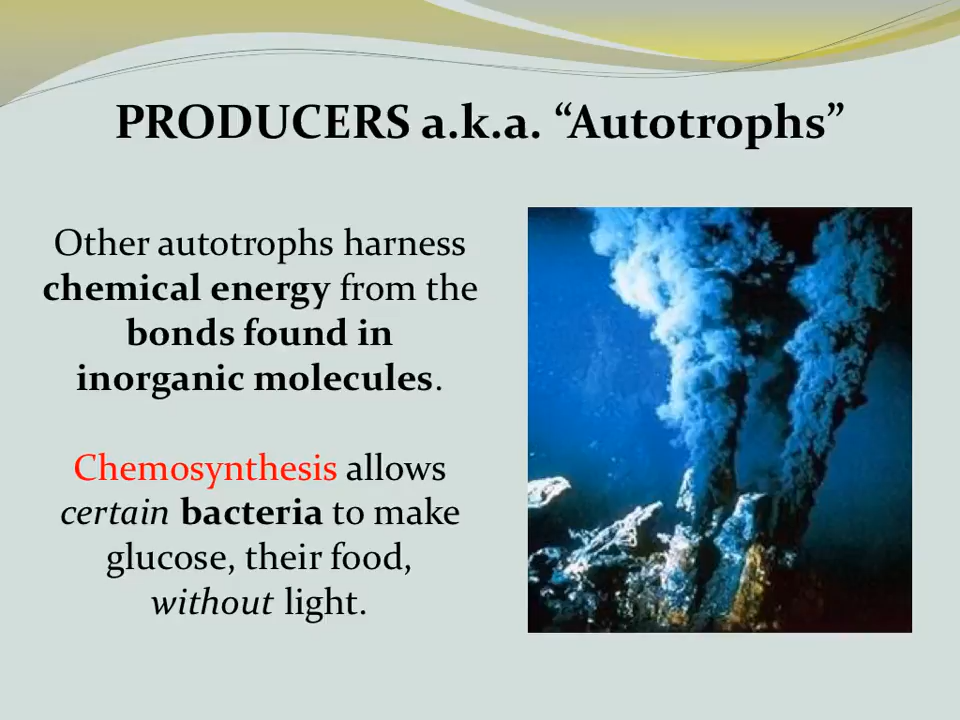 PRODUCERS a.k.a. “Autotrophs”
Other autotrophs harness
chemical energy from the
bonds found in
inorganic molecules.
Chemosynthesis allows
certain bacteria to make
glucose, their food,
without light.